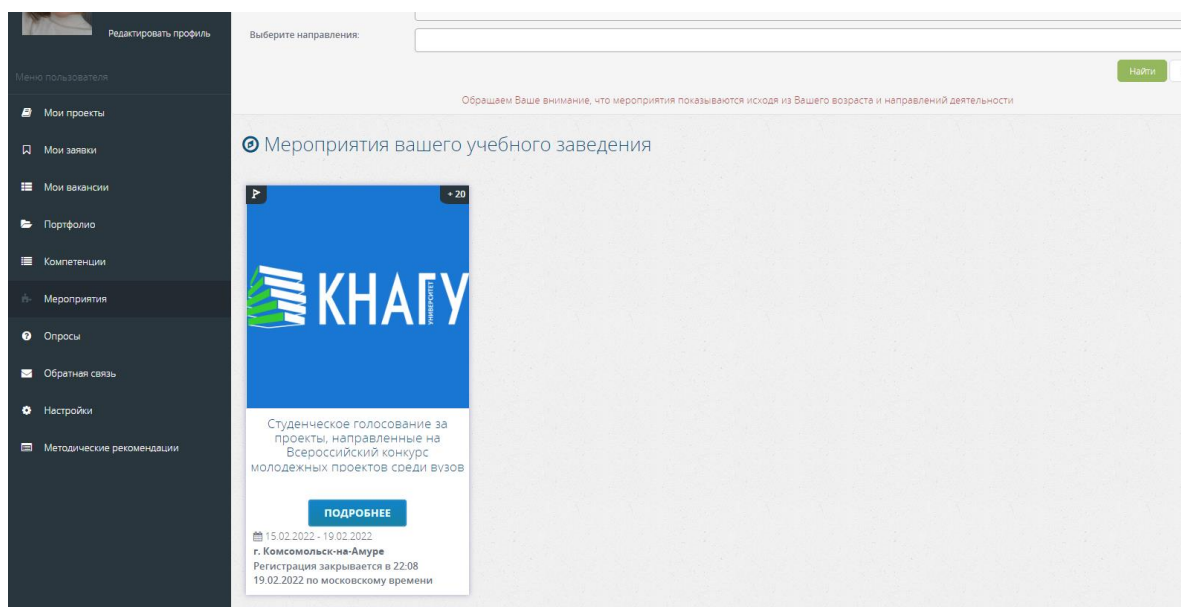 Редактировать профиль
Выберите направления:
Меню пользователя
Найти
Обращаем Ваше внимание, что мероприятия показываются исходя из Вашего возраста и направлений деятельности
Мои проекты
Мои заявки
Мои вакансии
Портфолио
Компетенции
Мероприятия
Опросы
Обратная связь
Настройки
Методические рекомендации
Мероприятия вашего учебного заведения
+ 20
КНАГУ
УНИВЕРСИТЕТ
Студенческое голосование за
проекты, направленные на
Всероссийский конкурс
молодежных проектов среди вузов
ПОДРОБНЕЕ
15.02.2022 - 19.02.2022
г. Комсомольск-на-Амуре
Регистрация закрывается в 22:08
19.02.2022 по московскому времени